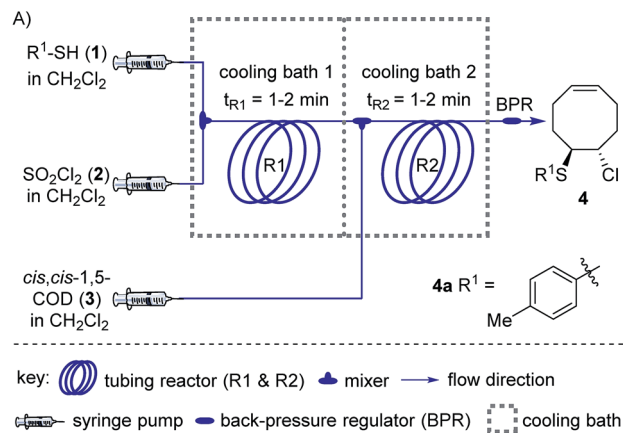 A)
R¹-SH (1)
in CH₂Cl₂
cooling bath 1
tR1 = 1-2 min
cooling bath 2
tR2 = 1-2 min
BPR
R1
R2
SO₂Cl₂ (2)
in CH₂Cl₂
R¹S
Cl
4
cis,cis-1,5-
COD (3)
in CH₂Cl₂
4a R¹ =
Me
key: tubing reactor (R1 & R2) mixer flow direction
syringe pump back-pressure regulator (BPR) cooling bath